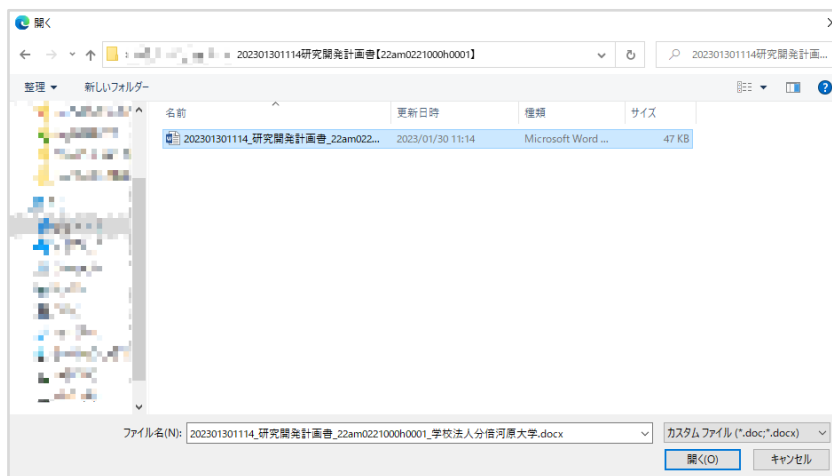 開く
202301301114研究開発計画書【22am0221000h0001】
202301301114研究開発計画...
整理
新しいフォルダー
名前 更新日時 種類 サイズ
202301301114_研究開発計画書_22am022... 2023/01/30 11:14 Microsoft Word ... 47 KB
ファイル名(N): 202301301114_研究開発計画書_22am0221000h0001_学校法人分倍河原大学.docx
カスタム ファイル (*.doc;*.docx)
開く(O) キャンセル